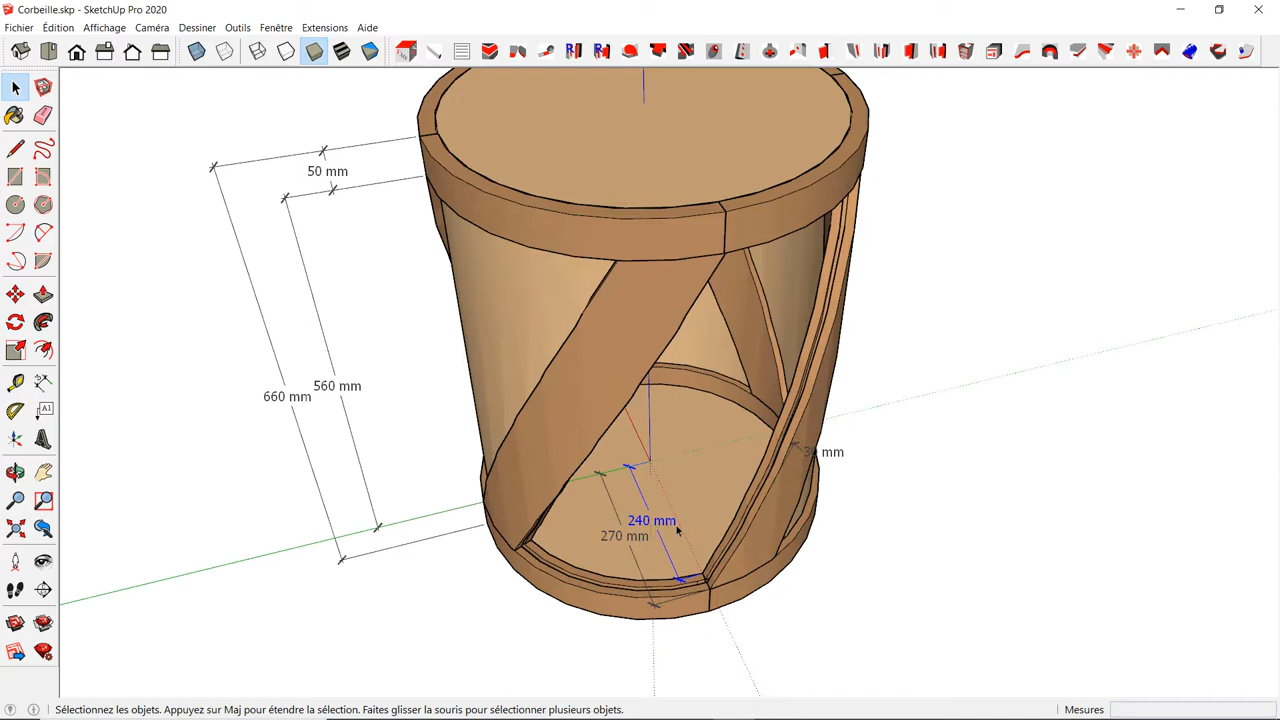 Corbeille.skp - SketchUp Pro 2020
Fichier Édition Affichage Caméra Dessiner Outils Fenêtre Extensions Aide
50 mm
660 mm
560 mm
240 mm
270 mm
A1
Sélectionnez les objets. Appuyez sur Maj pour étendre la sélection. Faites glisser la souris pour sélectionner plusieurs objets.
Mesures